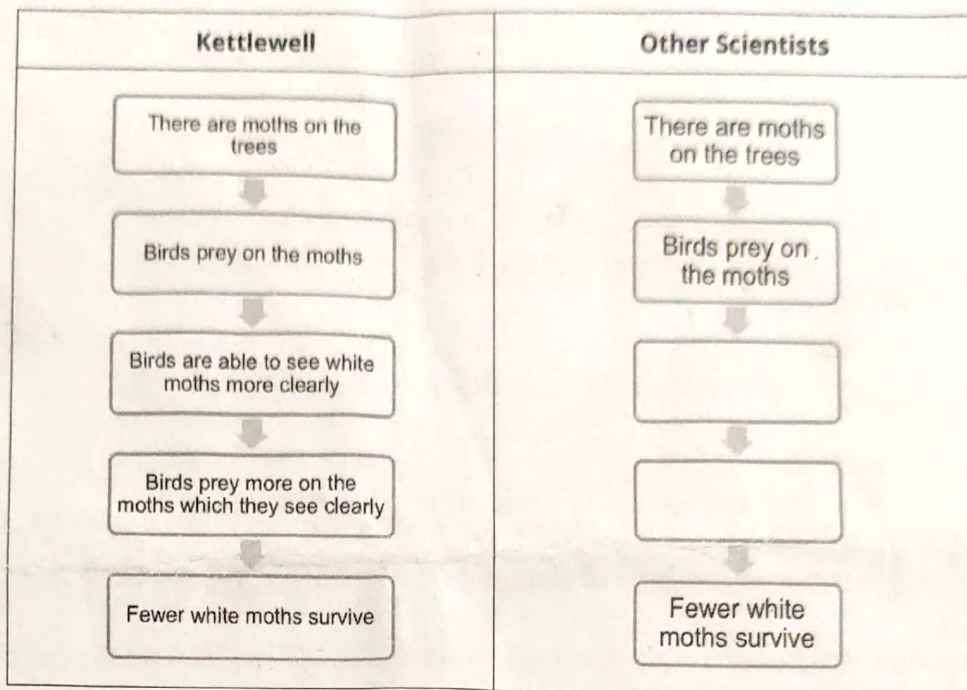 Kettlewell
There are moths on the
trees
Birds prey on the moths
Birds are able to see white
moths more clearly
Birds prey more on the
moths which they see clearly
Fewer white moths survive
Other Scientists
There are moths
on the trees
Birds prey on
the moths
Fewer white
moths survive